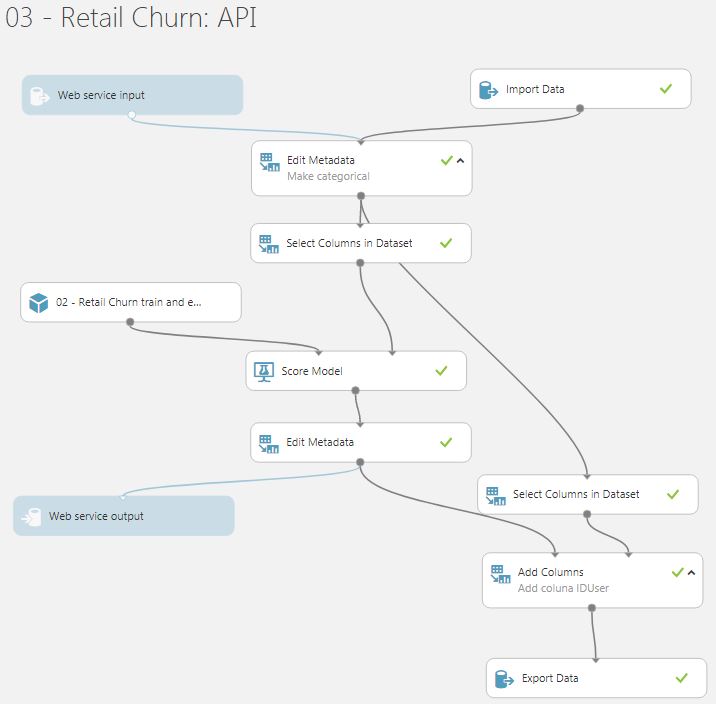 03 - Retail Churn: API
Web service input
Import Data
Edit Metadata
Make categorical
Select Columns in Dataset
02 - Retail Churn train and e...
Score Model
Edit Metadata
Select Columns in Dataset
Web service output
Add Columns
Add coluna IDUser
Export Data